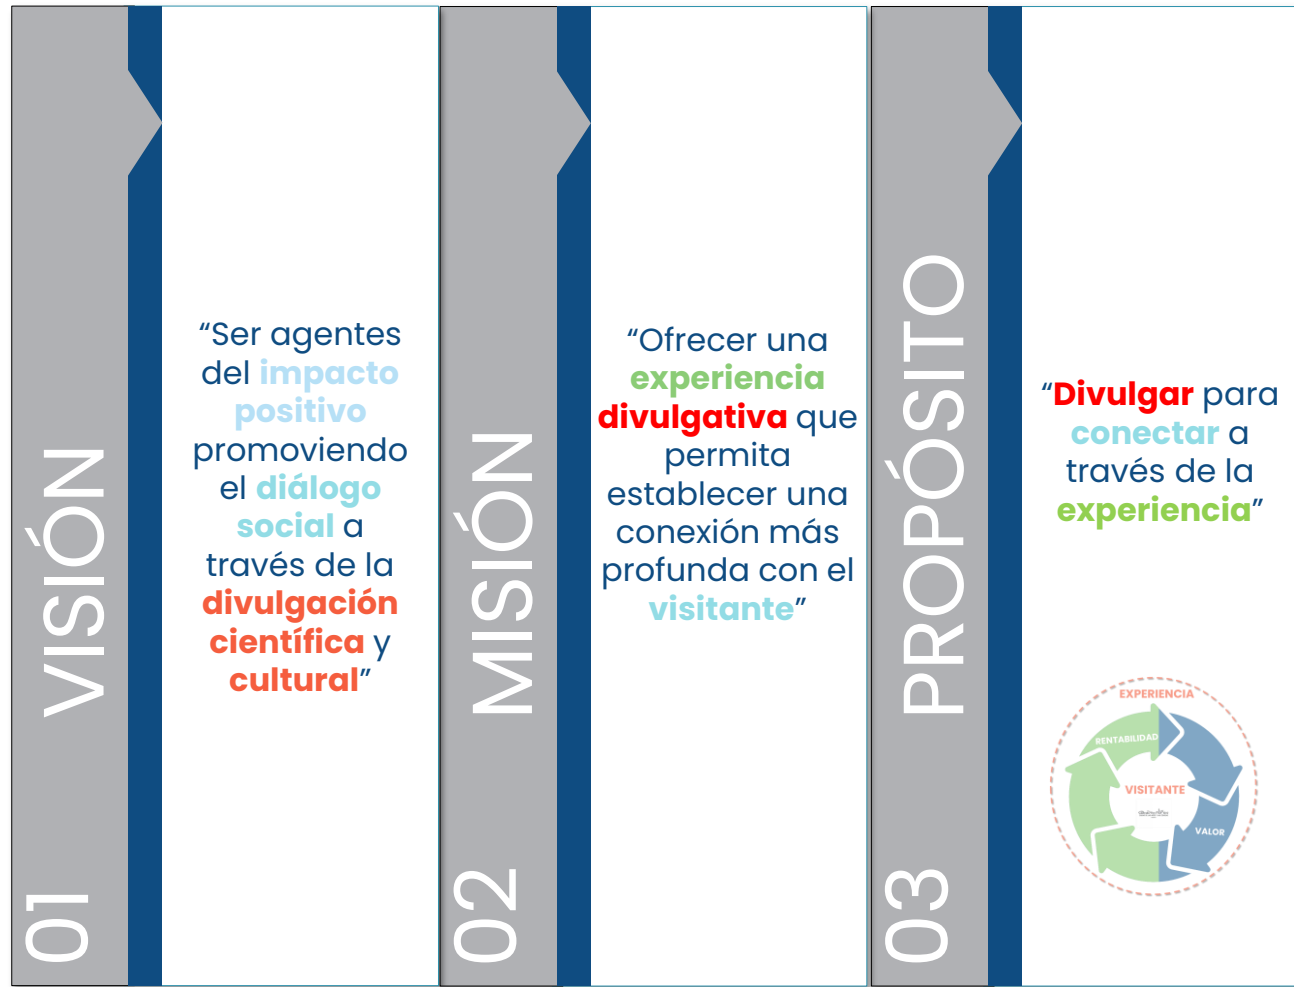 01
VISIÓN
“Ser agentes
del impacto
positivo
promoviendo
el diálogo
social a
través de la
divulgación
científica y
cultural”
02
MISIÓN
“Ofrecer una
experiencia
divulgativa que
permita
establecer una
conexión más
profunda con el
visitante”
03
PROPÓSITO
“Divulgar para
conectar a
través de la
experiencia”
EXPERIENCIA
RENTABILIDAD
VISITANTE
VALOR